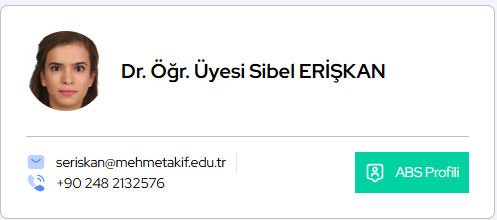 Dr. Öğr. Üyesi Sibel ERİŞKAN
seriskan@mehmetakif.edu.tr
+90 248 2132576
ABS Profili